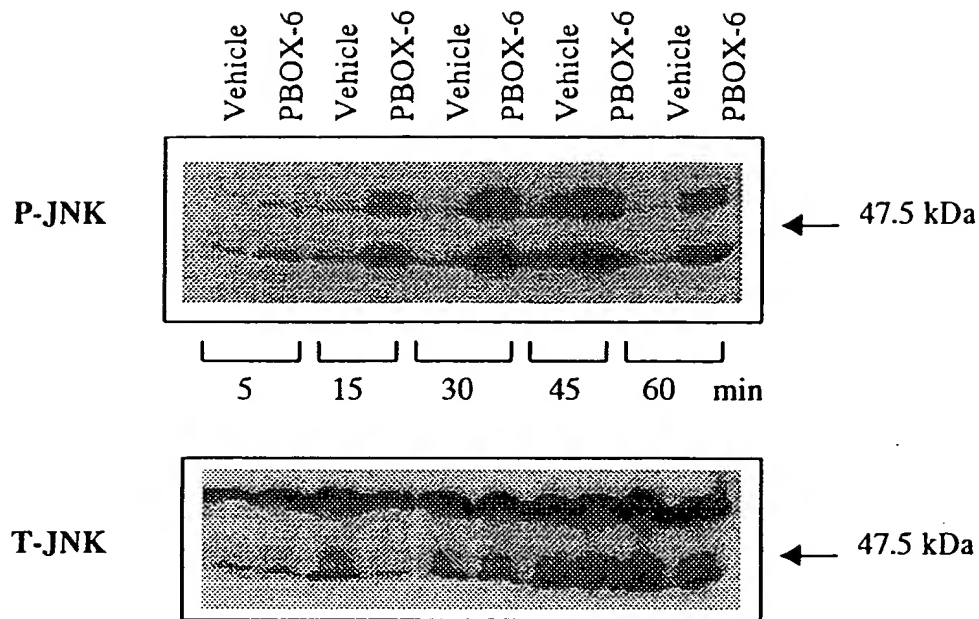 Vehicle
PBOX-6
Vehicle
PBOX-6
Vehicle
PBOX-6
Vehicle
PBOX-6
Vehicle
PBOX-6
P-JNK
47.5 kDa
5 15 30 45 60 min
T-JNK
47.5 kDa